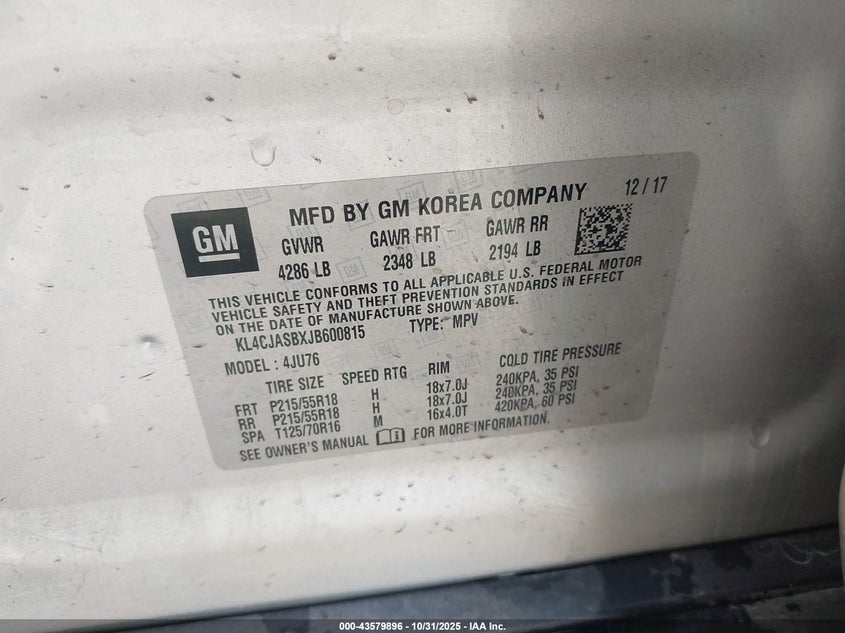 GM
MFD BY GM KOREA COMPANY 12 / 17
GVWR GAWR FRT GAWR RR
4286 LB 2348 LB 2194 LB
THIS VEHICLE CONFORMS TO ALL APPLICABLE U.S. FEDERAL MOTOR
VEHICLE SAFETY AND THEFT PREVENTION STANDARDS IN EFFECT
ON THE DATE OF MANUFACTURE SHOWN ABOVE.
KL4CJASBXJB600815 TYPE: MPV
MODEL : 4JU76
TIRE SIZE SPEED RTG RIM COLD TIRE PRESSURE
FRT P215/55R18 H 18x7.0J 240KPA, 35 PSI
RR P215/55R18 H 18x7.0J 240KPA, 35 PSI
SPA T125/70R16 M 16x4.0T 420KPA, 60 PSI
SEE OWNER'S MANUAL FOR MORE INFORMATION.
000-43579896 - 10/31/2025 - IAA Inc.